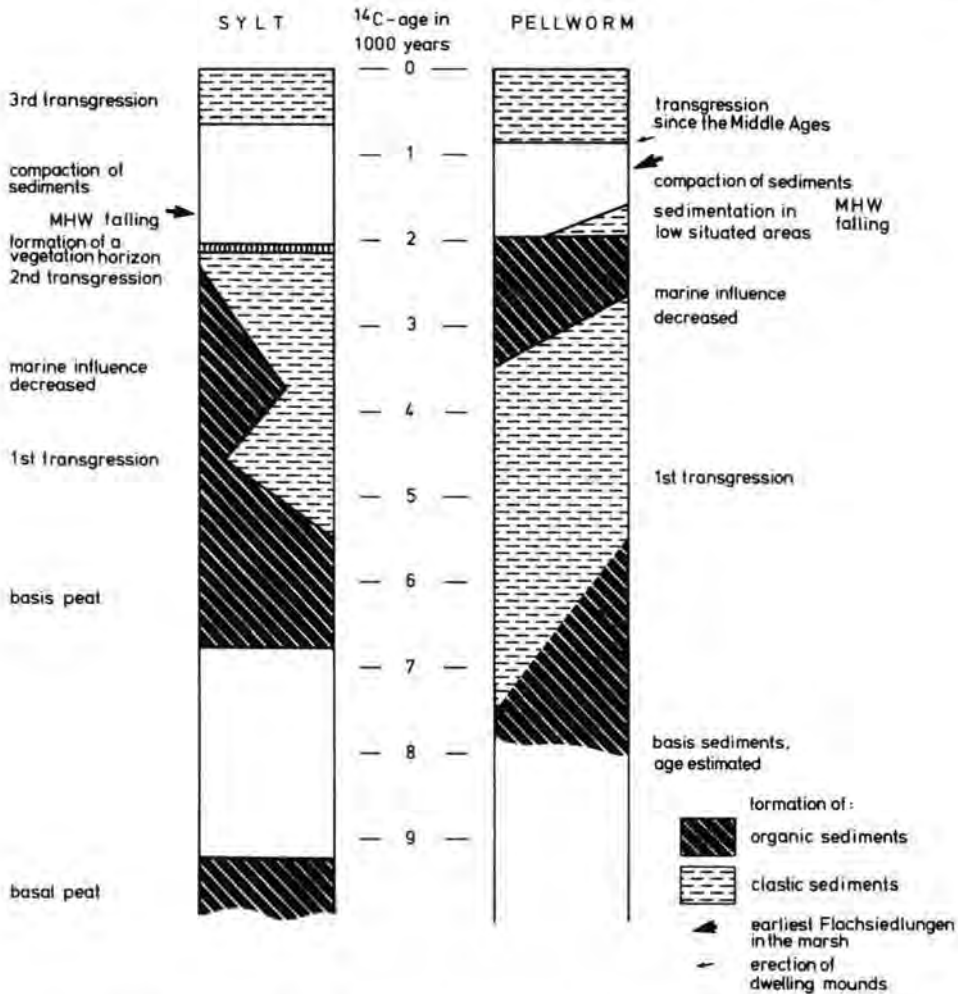 SYLT
¹⁴C-age in
1000 years
PELLWORM
3rd transgression
compaction of
sediments
MHW falling
formation of a
vegetation horizon
2nd transgression
marine influence
decreased
1st transgression
basis peat
basal peat
0
1
2
3
4
5
6
7
8
9
transgression
since the Middle Ages
compaction of sediments
sedimentation in
low situated areas
MHW
falling
marine influence
decreased
1st transgression
basis sediments,
age estimated
formation of:
organic sediments
clastic sediments
earliest Flachsiedlungen
in the marsh
erection of
dwelling mounds